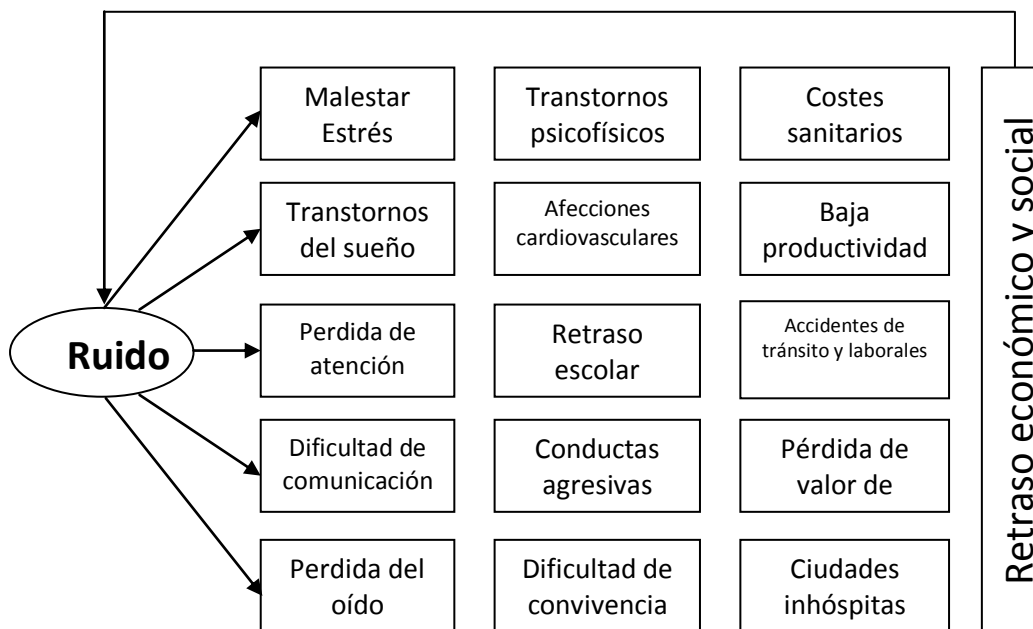 Malestar
Estrés
Transtornos
psicofísicos
Costes
sanitarios
Transtornos
del sueño
Afecciones
cardiovasculares
Baja
productividad
Ruido
Perdida de
atención
Retraso
escolar
Accidentes de
tránsito y laborales
Dificultad de
comunicación
Conductas
agresivas
Pérdida de
valor de
Perdida del
oído
Dificultad de
convivencia
Ciudades
inhóspitas
Retraso económico y social